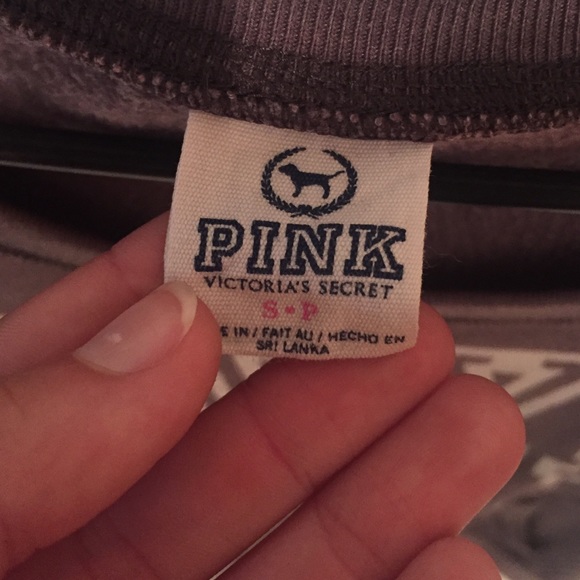 PINK
VICTORIA'S SECRET
S • P
E IN / FAIT AU / HECHO EN
SRI LANKA